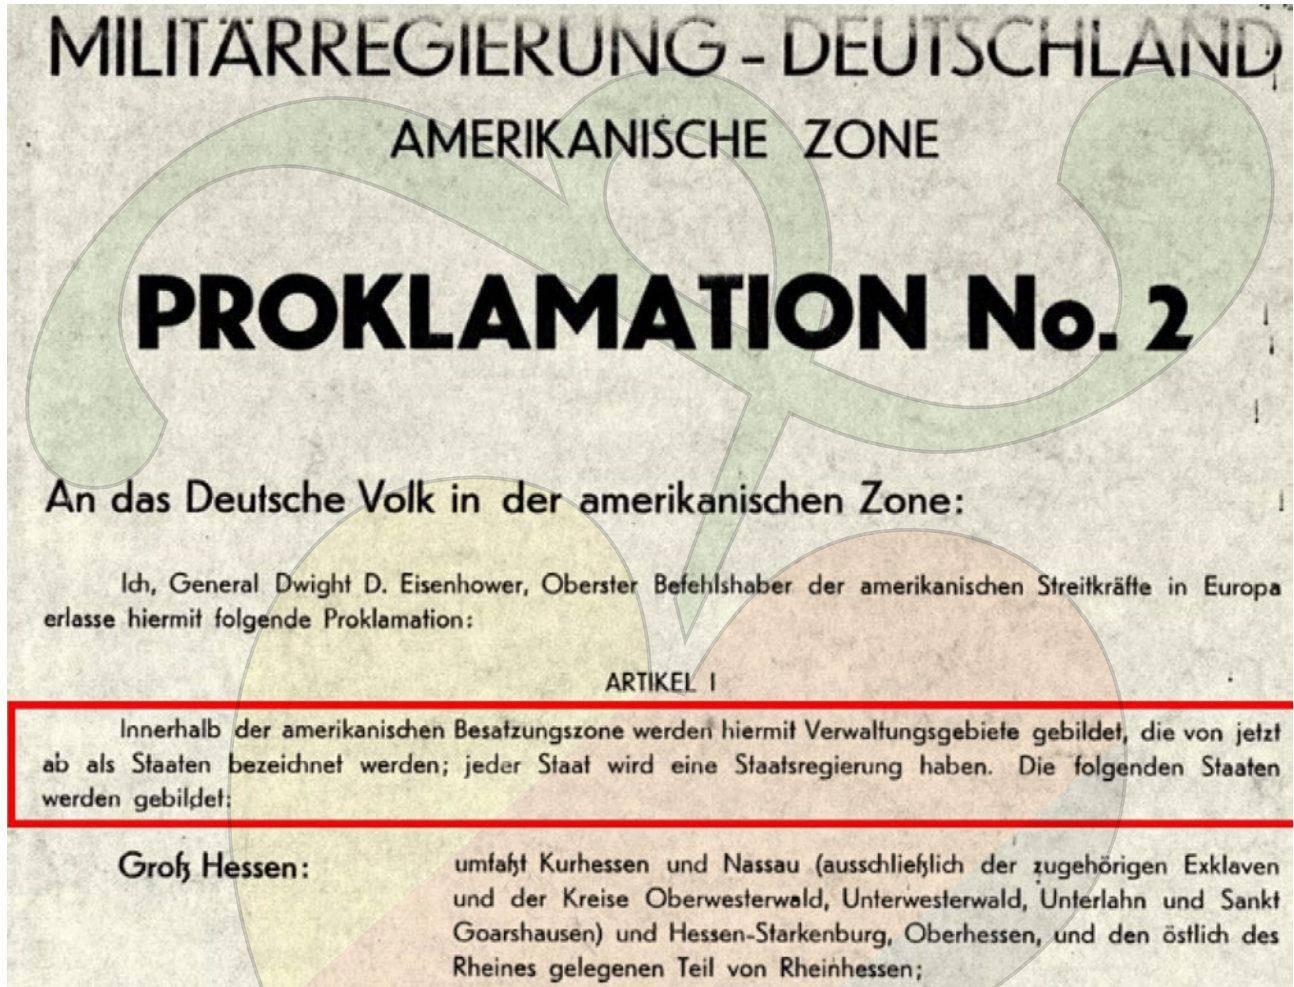 MILITÄRREGIERUNG - DEUTSCHLAND
AMERIKANISCHE ZONE
PROKLAMATION No. 2
An das Deutsche Volk in der amerikanischen Zone:
Ich, General Dwight D. Eisenhower, Oberster Befehlshaber der amerikanischen Streitkräfte in Europa
erlasse hiermit folgende Proklamation:
ARTIKEL I
Innerhalb der amerikanischen Besatzungszone werden hiermit Verwaltungsgebiete gebildet, die von jetzt
ab als Staaten bezeichnet werden; jeder Staat wird eine Staatsregierung haben. Die folgenden Staaten
werden gebildet:
Groß Hessen: umfaßt Kurhessen und Nassau (ausschließlich der zugehörigen Exklaven
und der Kreise Oberwesterwald, Unterwesterwald, Unterlahn und Sankt
Goarshausen) und Hessen-Starkenburg, Oberhessen, und den östlich des
Rheines gelegenen Teil von Rheinhessen;